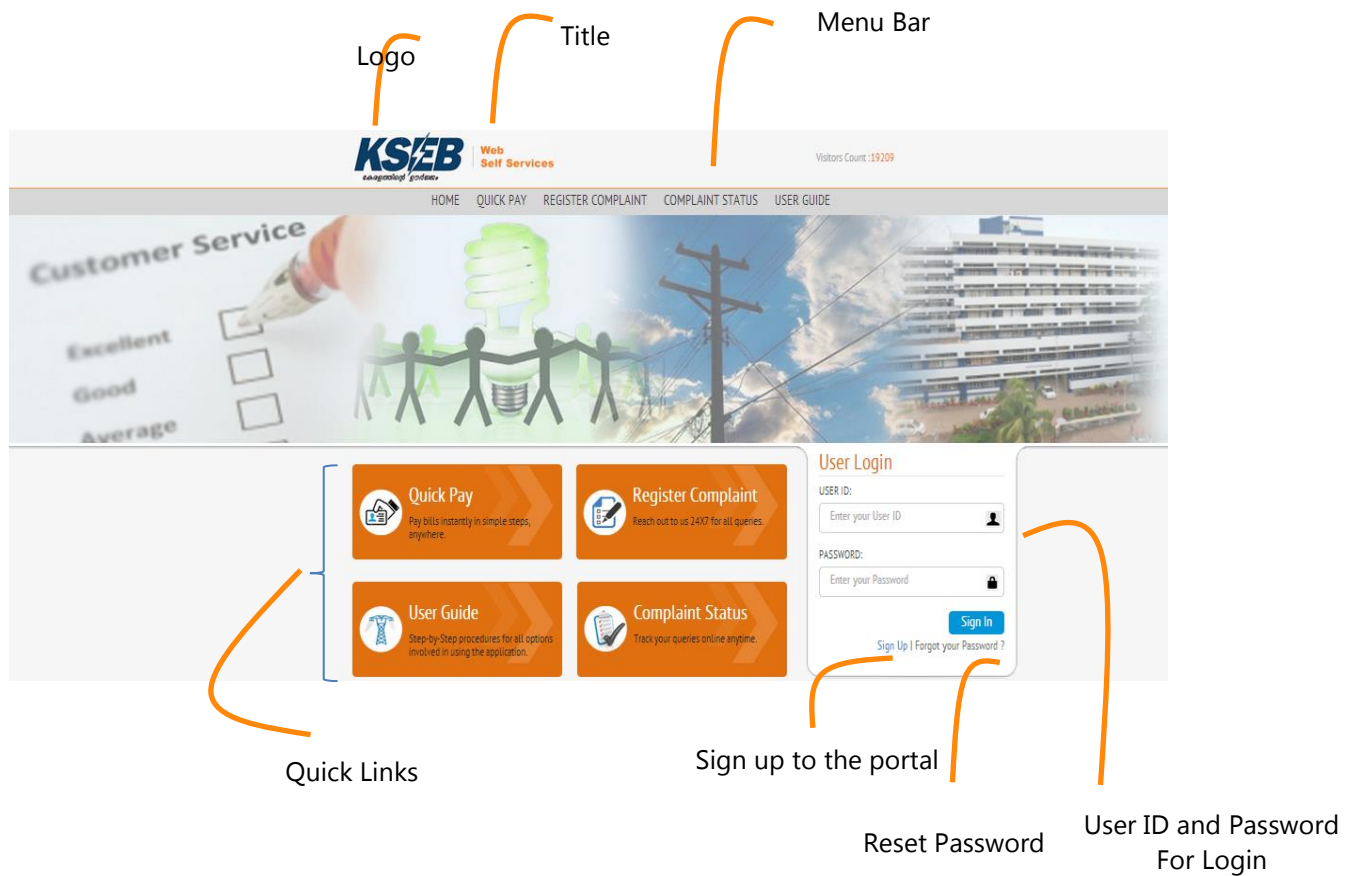 Menu Bar
Title
Logo
KSEB
കേരളത്തിന്റെ ഊർജ്ജം
Web
Self Services
Visitors Count :19209
HOME QUICK PAY REGISTER COMPLAINT COMPLAINT STATUS USER GUIDE
Customer Service
Excellent
Good
Average
Quick Pay
Pay bills instantly in simple steps,
anywhere.
Register Complaint
Reach out to us 24X7 for all queries.
User Guide
Step-by-Step procedures for all options
involved in using the application.
Complaint Status
Track your queries online anytime.
User Login
USER ID:
Enter your User ID
PASSWORD:
Enter your Password
Sign In
Sign Up | Forgot your Password ?
Quick Links
Sign up to the portal
Reset Password
User ID and Password
For Login